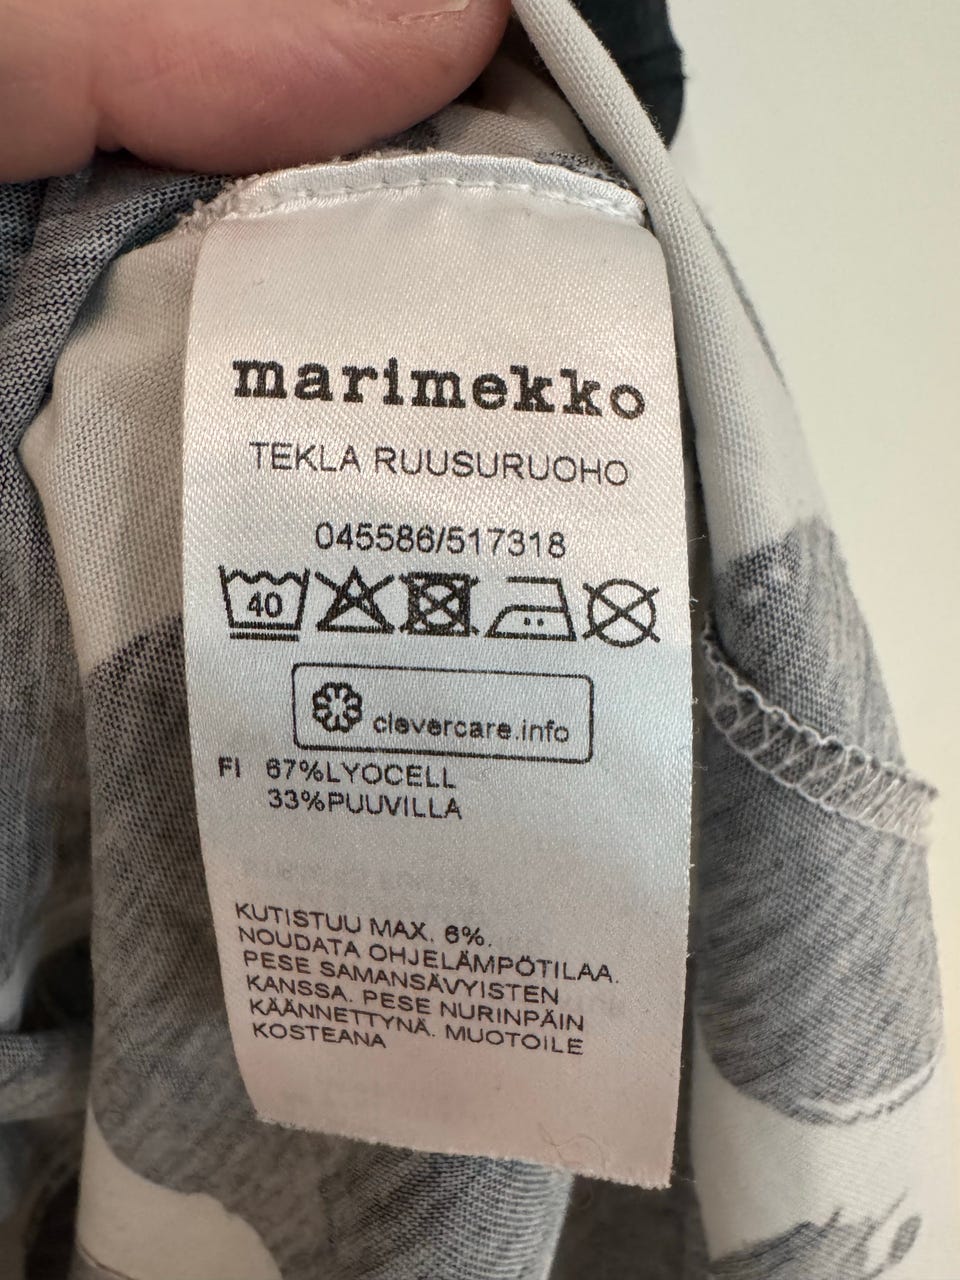 marimekko
TEKLA RUUSURUOHO
045586/517318
40
clevercare.info
FI 67%LYOCELL
33%PUUVILLA
KUTISTUU MAX. 6%.
NOUDATA OHJELÄMPÖTILAA.
PESE SAMANSÄVYISTEN
KANSSA. PESE NURINPÄIN
KÄÄNNETTYNÄ. MUOTOILE
KOSTEANA